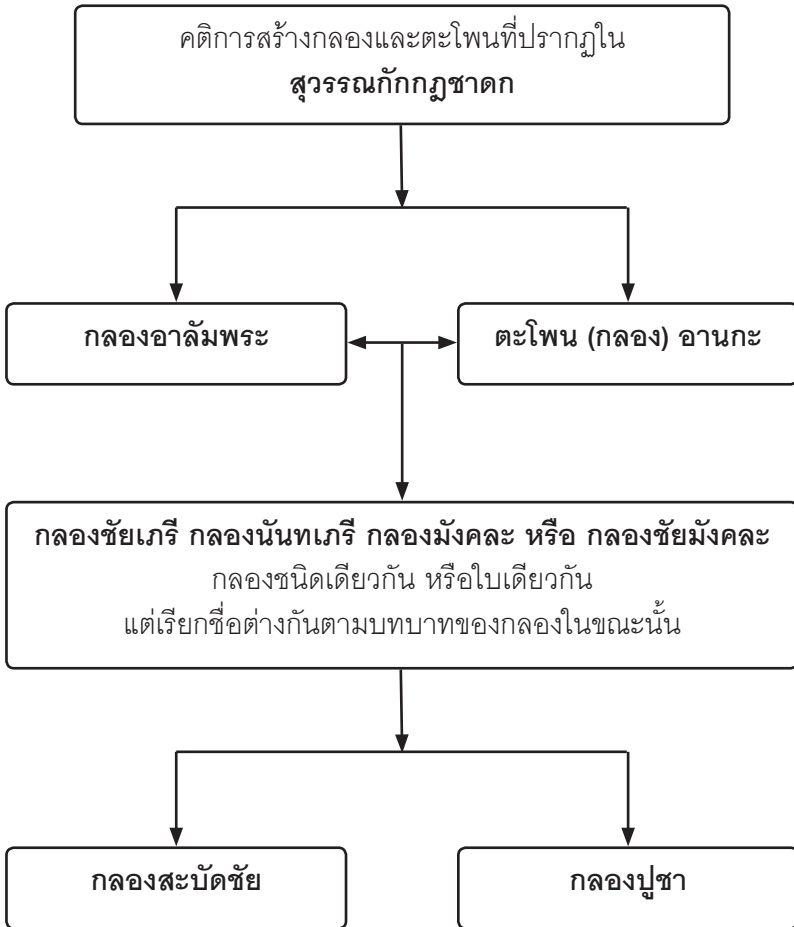 คติการสร้างกลองและตะโพนที่ปรากฏใน
สุวรรณกักกฏชาดก
กลองอาลัมพระ
ตะโพน (กลอง) อานกะ
กลองชัยเภรี กลองนันทเภรี กลองมังคละ หรือ กลองชัยมังคละ
กลองชนิดเดียวกัน หรือใบเดียวกัน
แต่เรียกชื่อต่างกันตามบทบาทของกลองในขณะนั้น
กลองสะบัดชัย
กลองปูชา